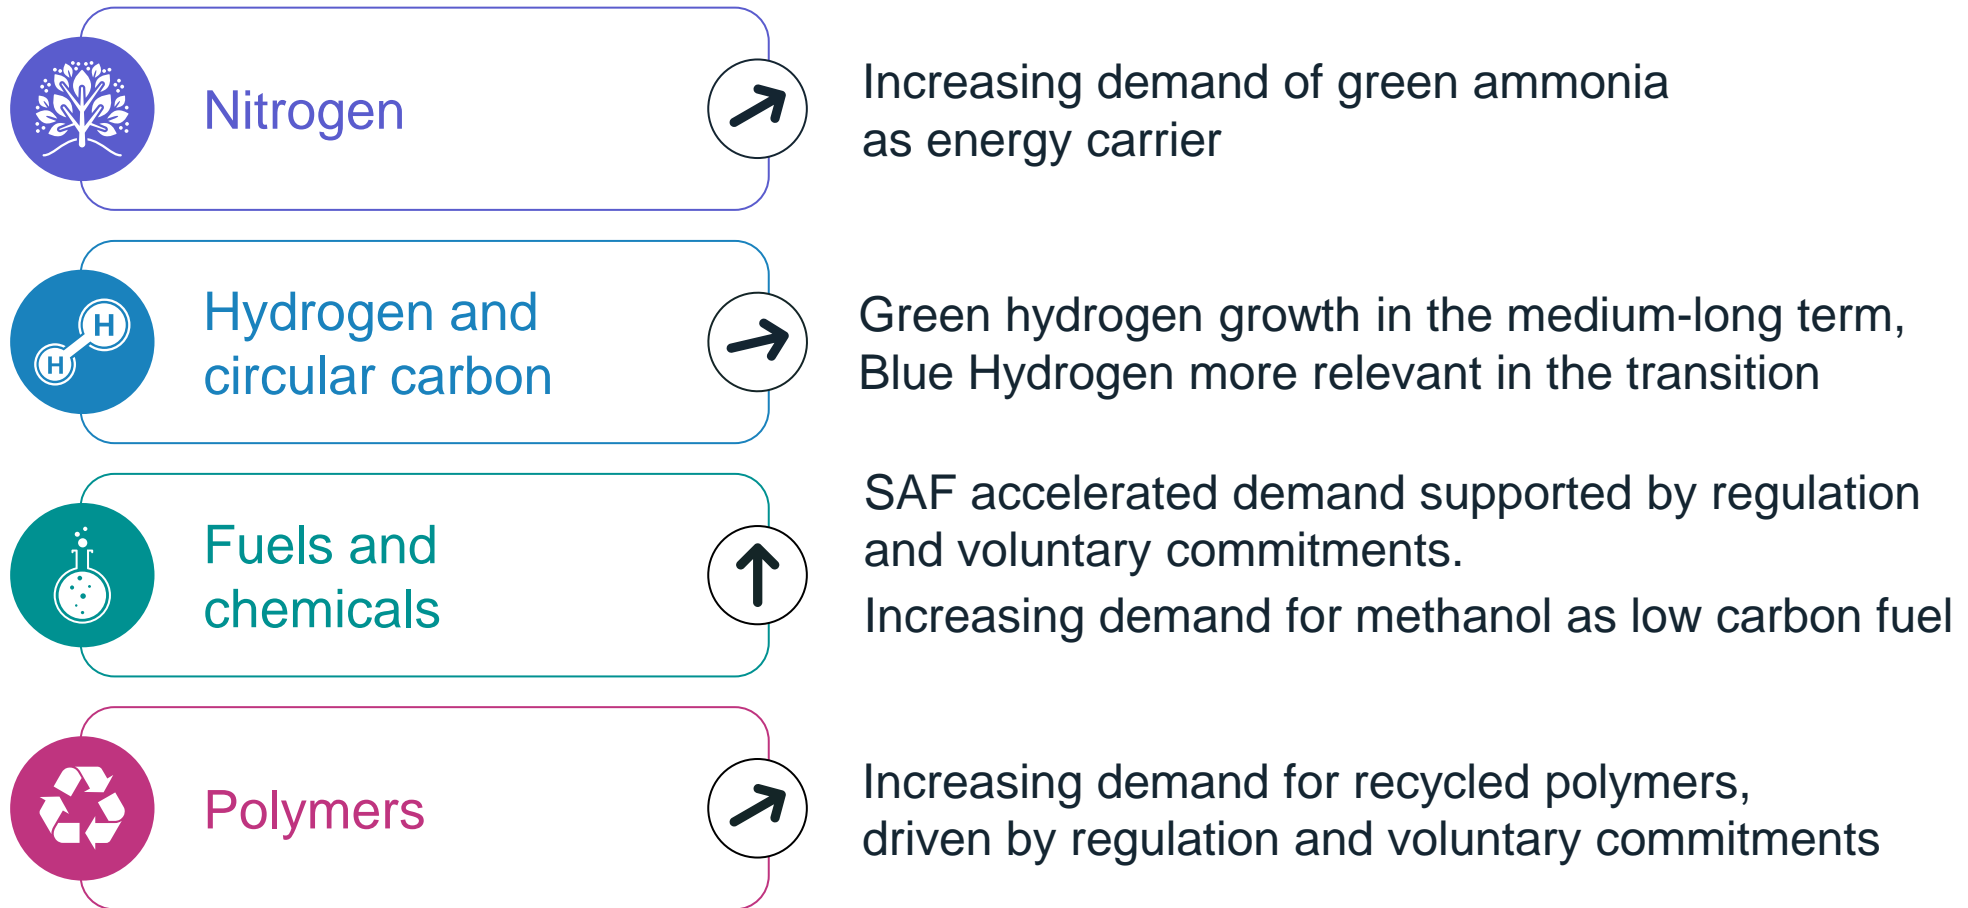 Nitrogen
Increasing demand of green ammonia
as energy carrier
H
H
Hydrogen and
circular carbon
Green hydrogen growth in the medium-long term,
Blue Hydrogen more relevant in the transition
Fuels and
chemicals
SAF accelerated demand supported by regulation
and voluntary commitments.
Increasing demand for methanol as low carbon fuel
Polymers
Increasing demand for recycled polymers,
driven by regulation and voluntary commitments